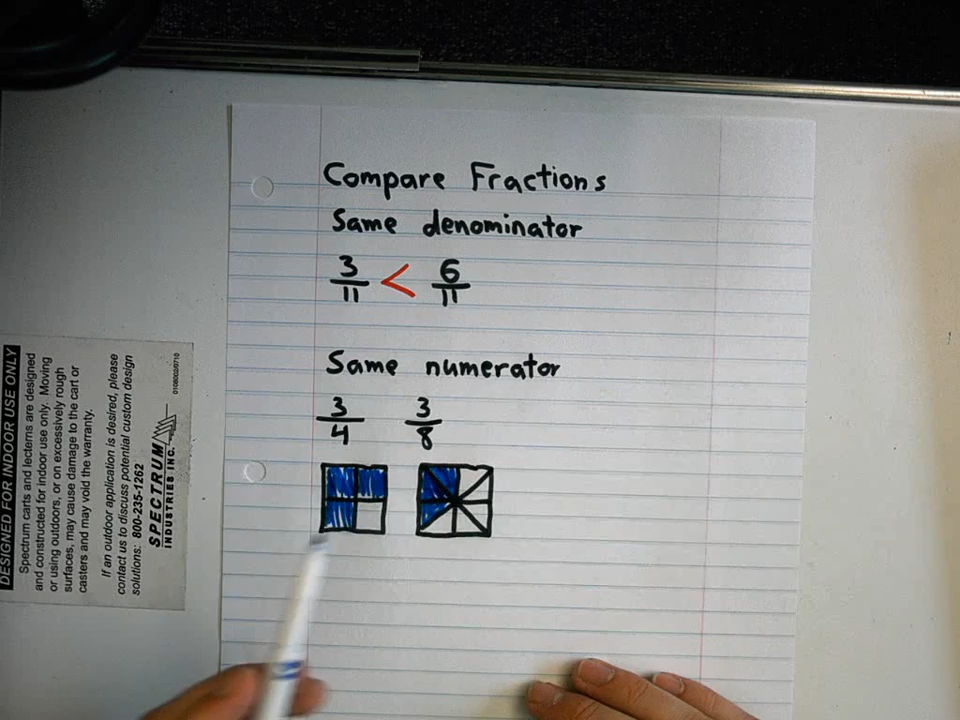 Compare Fractions
Same denominator
3/11 < 6/11
Same numerator
3/4 3/8
DESIGNED FOR INDOOR USE ONLY
Spectrum carts and lecterns are designed
and constructed for indoor use only. Moving
or using outdoors, or on excessively rough
surfaces, may cause damage to the cart or
casters and may void the warranty.
If an outdoor application is desired, please
contact us to discuss potential custom design
solutions: 800-235-1262
SPECTRUM
INDUSTRIES INC.